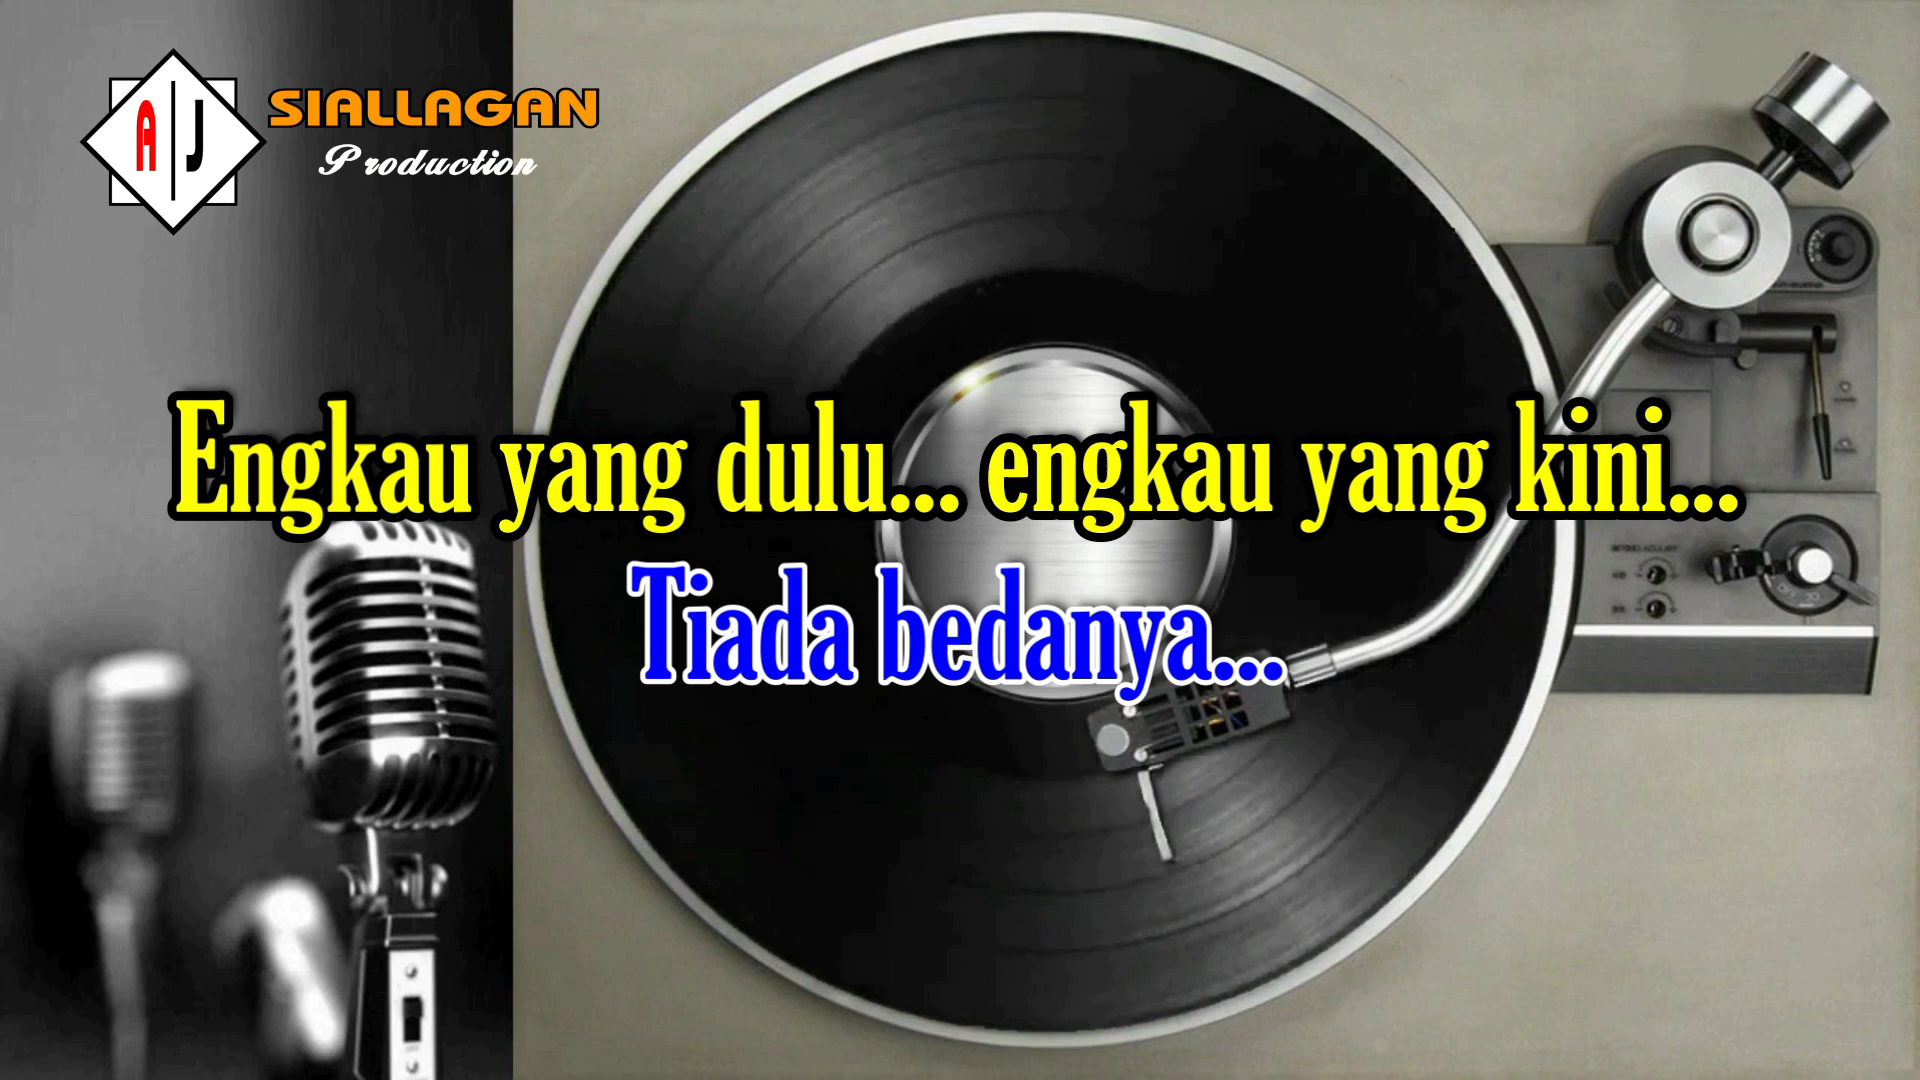 A J
SIALLAGAN
Production
Engkau yang dulu... engkau yang kini...
Tiada bedanya...